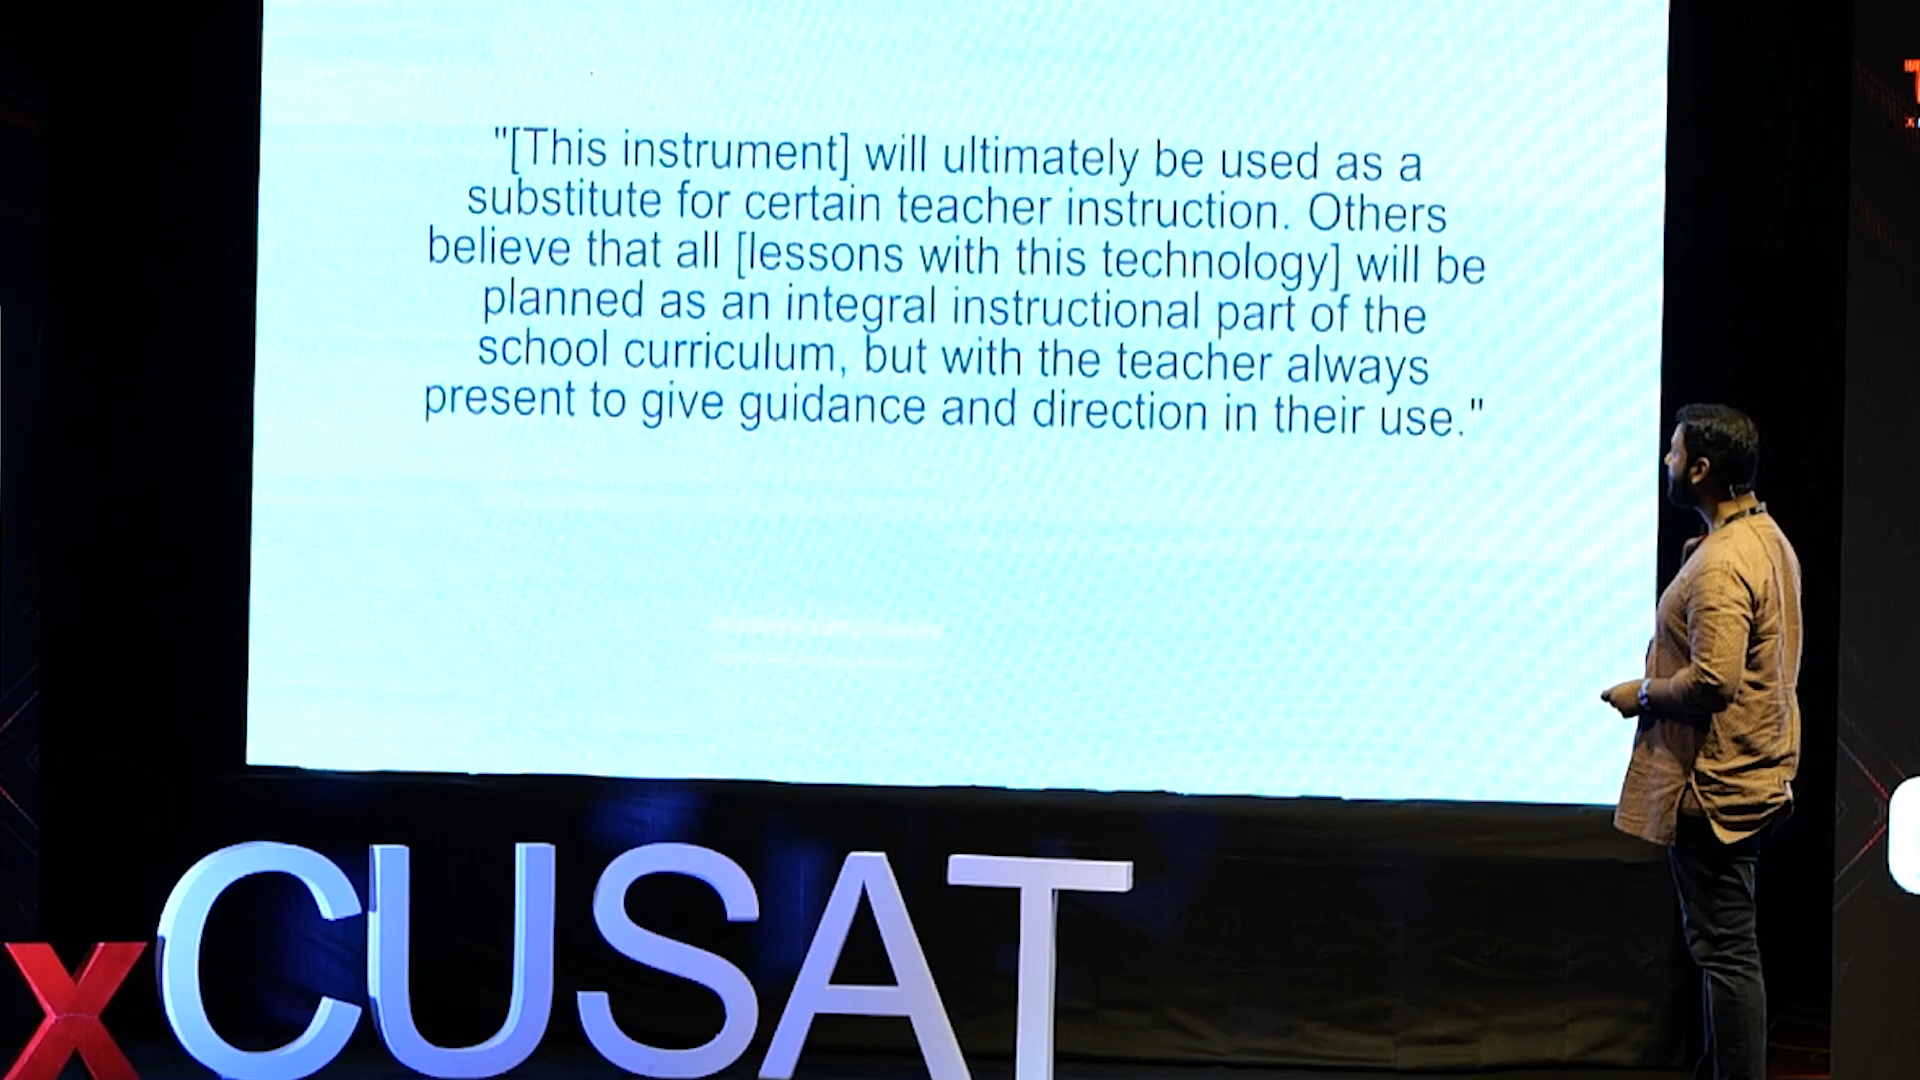 "[This instrument] will ultimately be used as a
substitute for certain teacher instruction. Others
believe that all [lessons with this technology] will be
planned as an integral instructional part of the
school curriculum, but with the teacher always
present to give guidance and direction in their use."
xCUSAT